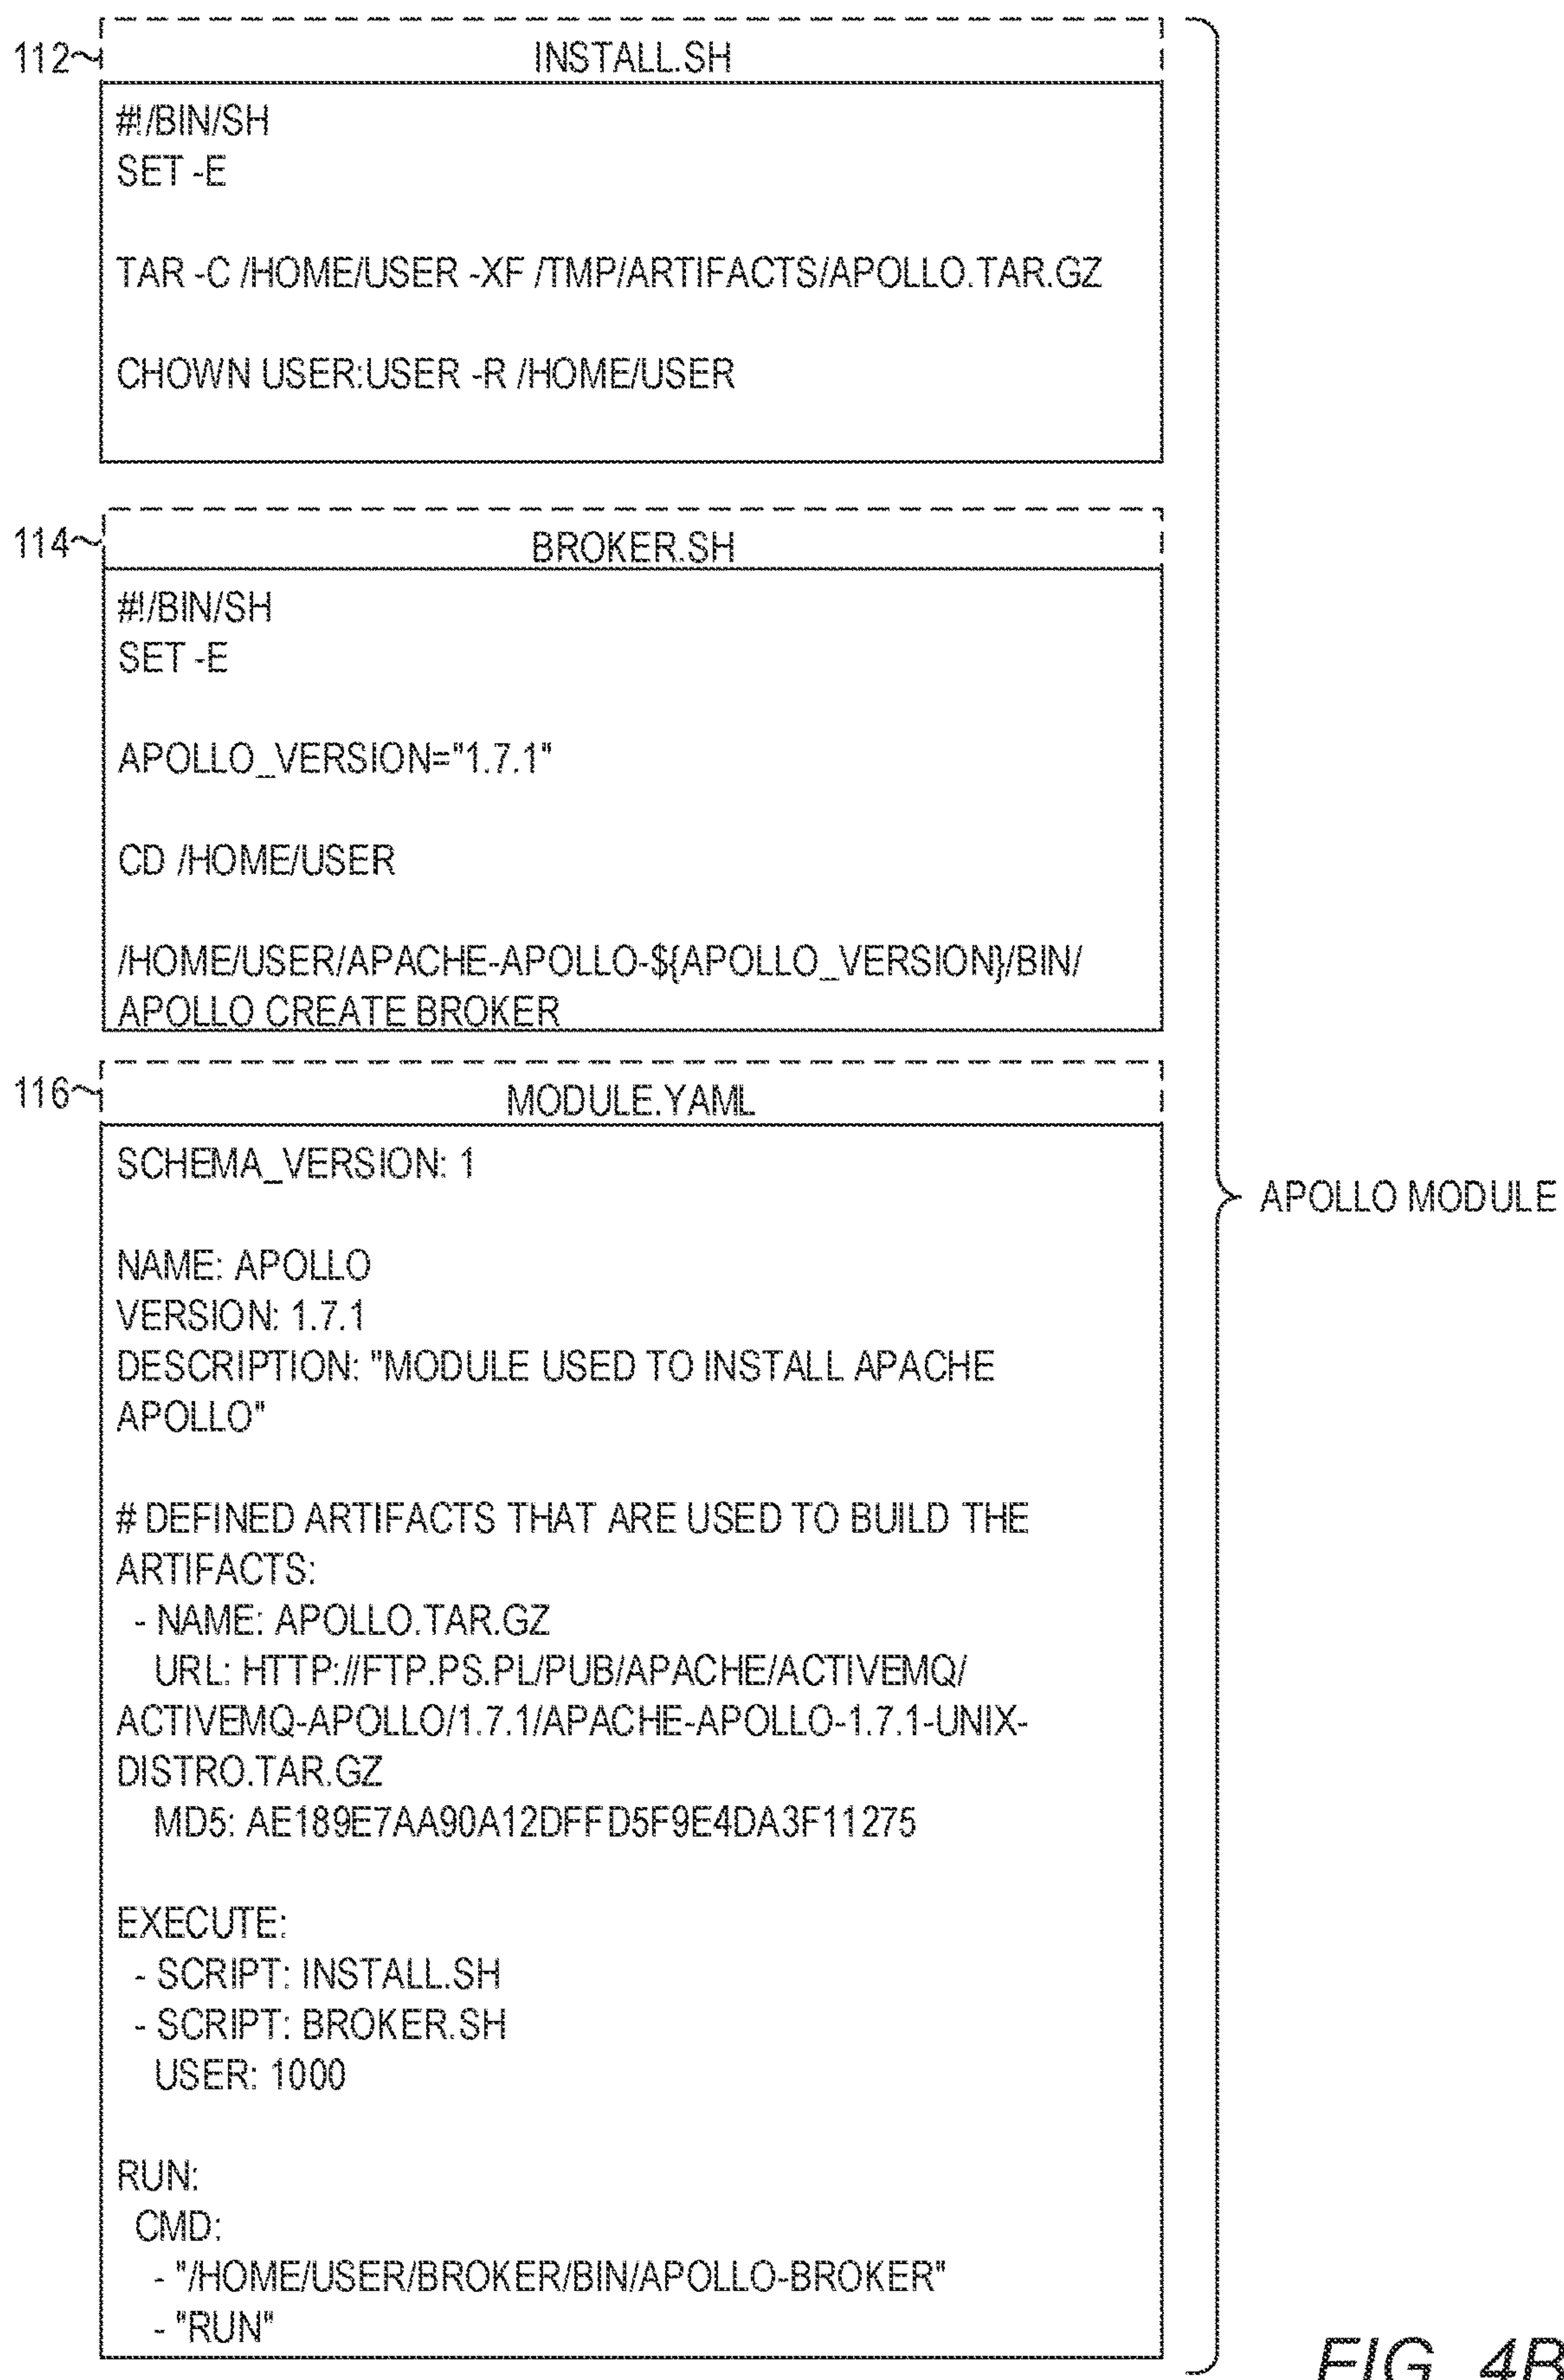 112
INSTALL.SH
#!/BIN/SH
SET -E
TAR -C /HOME/USER -XF /TMP/ARTIFACTS/APOLLO.TAR.GZ
CHOWN USER:USER -R /HOME/USER
114
BROKER.SH
#!/BIN/SH
SET -E
APOLLO_VERSION="1.7.1"
CD /HOME/USER
/HOME/USER/APACHE-APOLLO-${APOLLO_VERSION}/BIN/
APOLLO CREATE BROKER
116
MODULE.YAML
SCHEMA_VERSION: 1
NAME: APOLLO
VERSION: 1.7.1
DESCRIPTION: "MODULE USED TO INSTALL APACHE
APOLLO"
# DEFINED ARTIFACTS THAT ARE USED TO BUILD THE
ARTIFACTS:
- NAME: APOLLO.TAR.GZ
URL: HTTP://FTP.PS.PL/PUB/APACHE/ACTIVEMQ/
ACTIVEMQ-APOLLO/1.7.1/APACHE-APOLLO-1.7.1-UNIX-
DISTRO.TAR.GZ
MD5: AE189E7AA90A12DFFD5F9E4DA3F11275
EXECUTE:
- SCRIPT: INSTALL.SH
- SCRIPT: BROKER.SH
USER: 1000
RUN:
CMD:
- "/HOME/USER/BROKER/BIN/APOLLO-BROKER"
- "RUN"
APOLLO MODULE
FIG. 4B